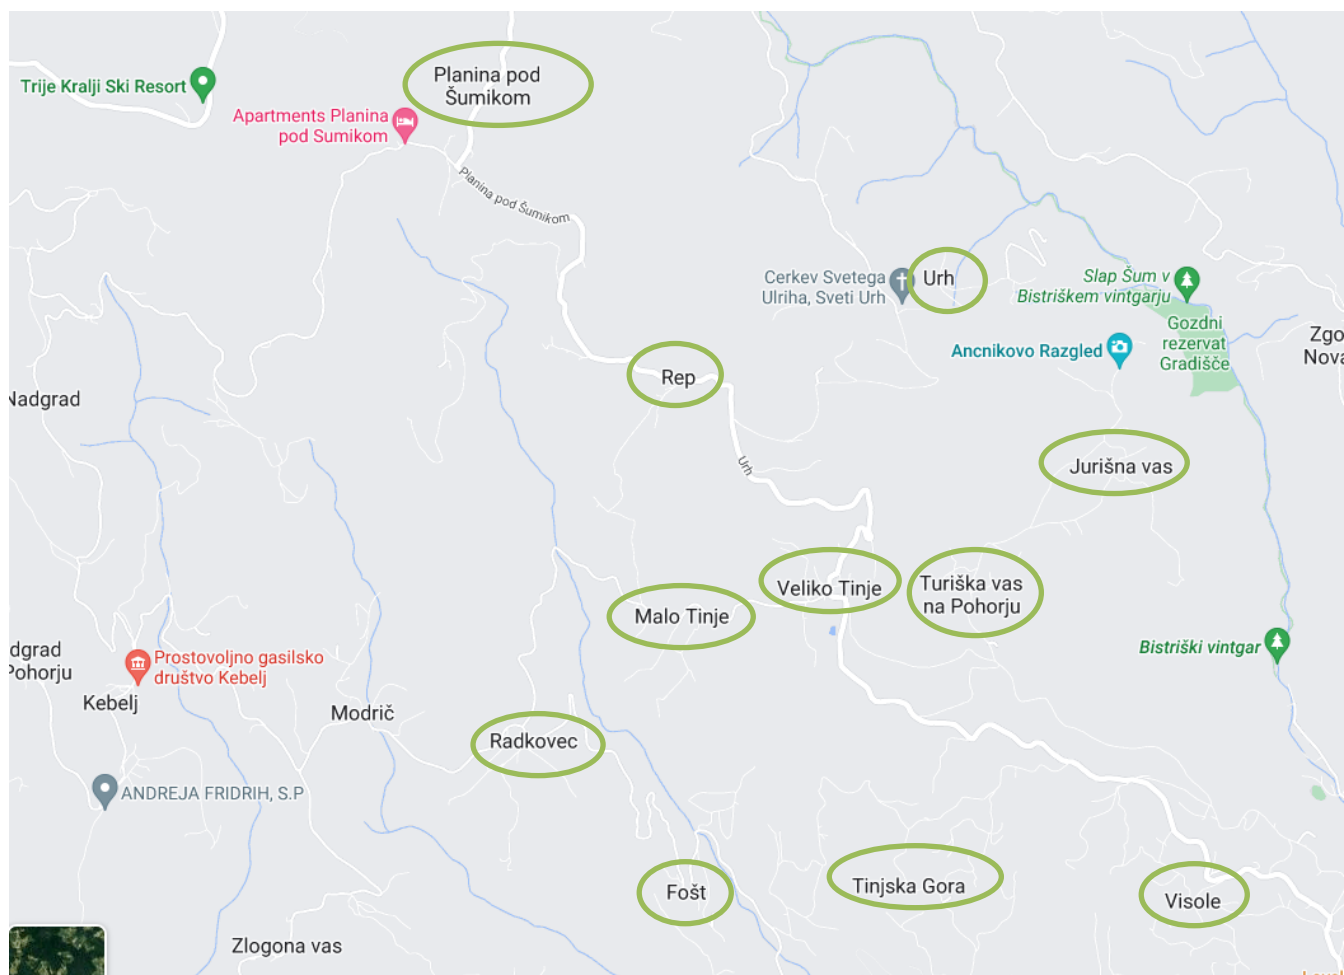 Planina pod
Šumikom
Trije Kralji Ski Resort
Apartments Planina
pod Sumikom
Planina pod Šumikom
Cerkev Svetega
Ulriha, Sveti Urh
Urh
Slap Šum v
Bistriškem vintgarju
Gozdni
rezervat
Gradišče
Zgo
Nova
Ancnikovo Razgled
Rep
Nadgrad
Urh
Jurišna vas
Veliko Tinje
Turiška vas
na Pohorju
Malo Tinje
dgrad
Pohorju
Prostovoljno gasilsko
društvo Kebelj
Bistriški vintgar
Kebelj
Modrič
Radkovec
ANDREJA FRIDRIH, S.P
Fošt
Tinjska Gora
Visole
Zlogona vas